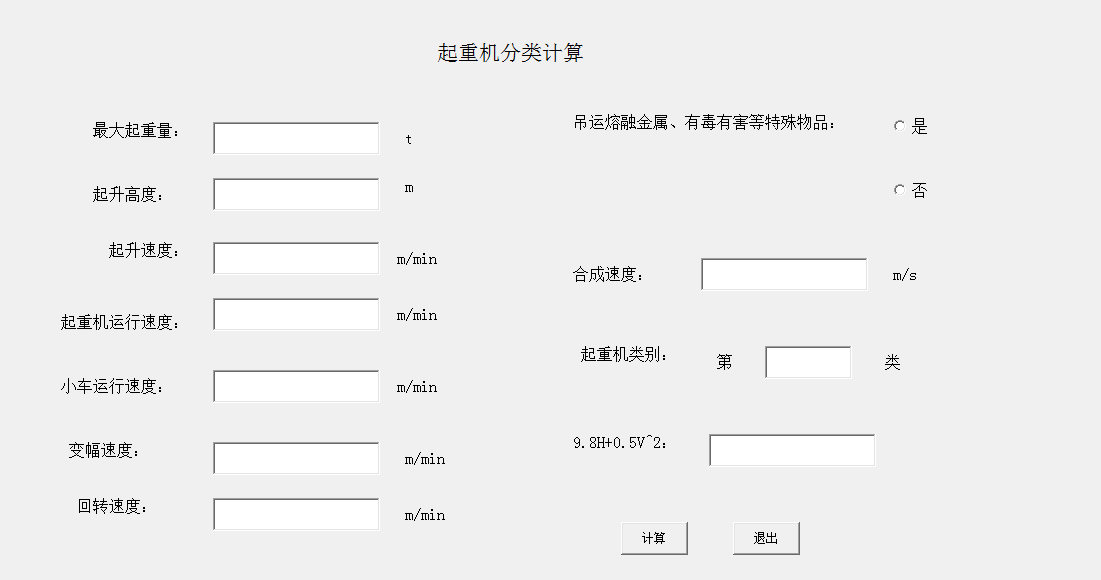 起重机分类计算
最大起重量：
t
起升高度：
m
起升速度：
m/min
起重机运行速度：
m/min
小车运行速度：
m/min
变幅速度：
m/min
回转速度：
m/min
吊运熔融金属、有毒有害等特殊物品：
是
否
合成速度：
m/s
起重机类别：
第
类
9.8H+0.5V^2：
计算
退出